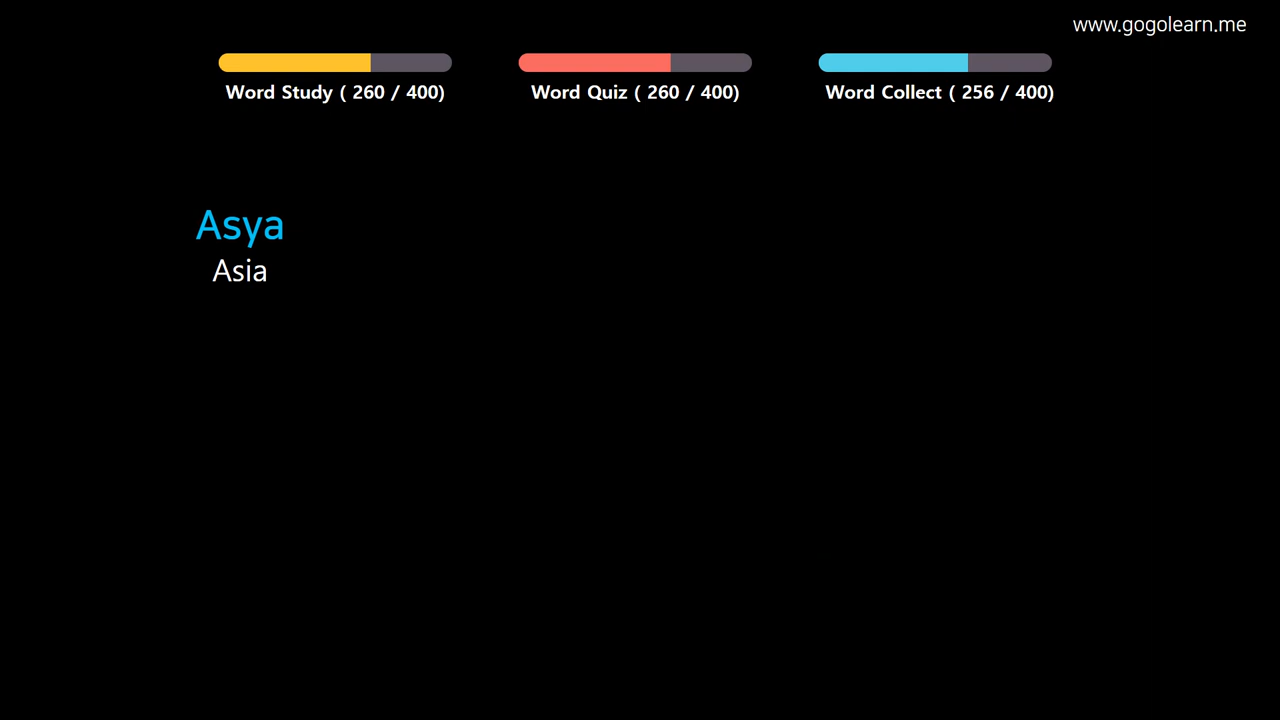 www.gogolearn.me
Word Study ( 260 / 400)
Word Quiz ( 260 / 400)
Word Collect ( 256 / 400)
Asya
Asia